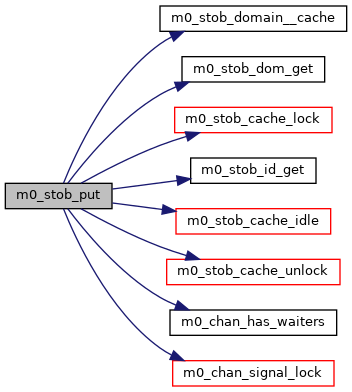 m0_stob_domain__cache
m0_stob_dom_get
m0_stob_cache_lock
m0_stob_id_get
m0_stob_put
m0_stob_cache_idle
m0_stob_cache_unlock
m0_chan_has_waiters
m0_chan_signal_lock